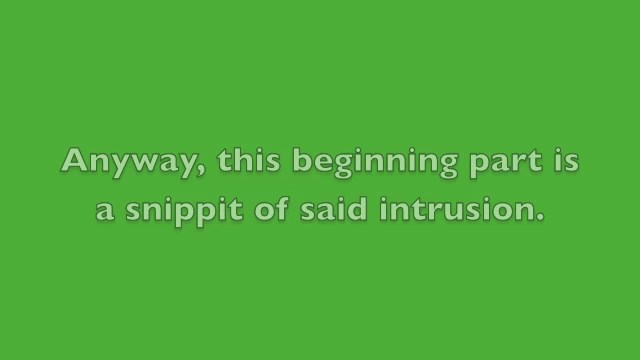 Anyway, this beginning part is
a snippit of said intrusion.